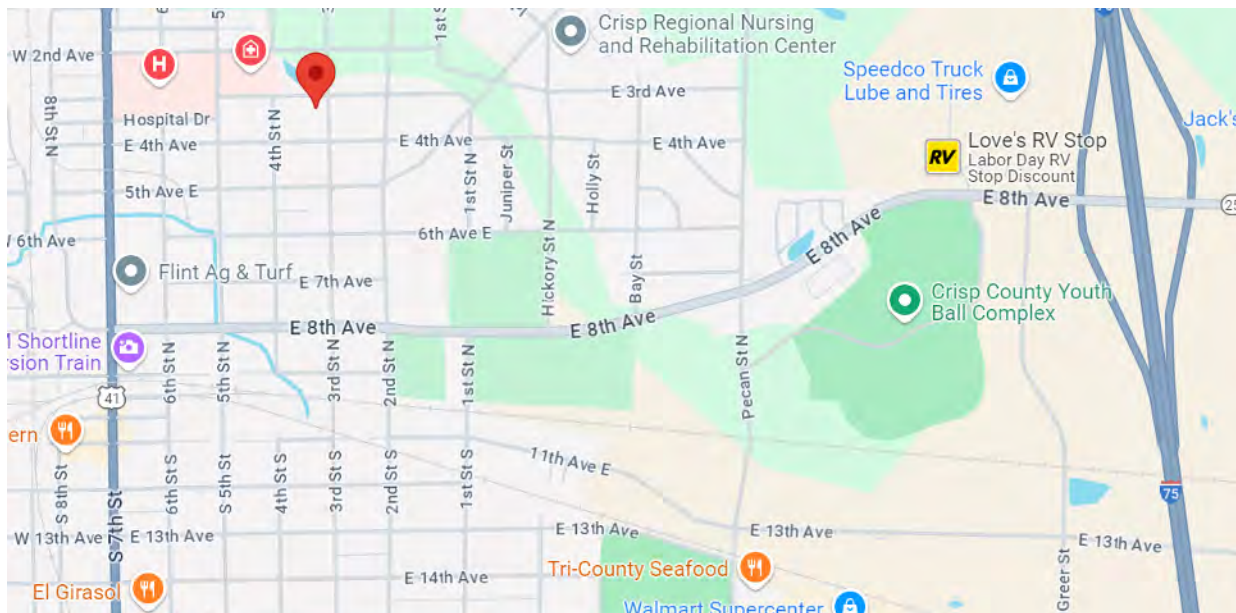 Crisp Regional Nursing
and Rehabilitation Center
1st S
W 2nd Ave
H
Speedco Truck
Lube and Tires
E 3rd Ave
8th St N
Hospital Dr
4th St N
Jack's
E 4th Ave
E 4th Ave
E 4th Ave
RV
Love's RV Stop
Labor Day RV
Stop Discount
5th Ave E
1st St N
Juniper St
Holly St
E 8th Ave
25
W 6th Ave
6th Ave E
E 8th Ave
Hickory St N
Bay St
Flint Ag & Turf
E 7th Ave
Crisp County Youth
Ball Complex
E 8th Ave
E 8th Ave
M Shortline
rsion Train
6th St N
5th St N
3rd St N
2nd St N
1st St N
Pecan St N
41
ern
11th Ave E
S 8th St
6th St S
S 5th St
4th St S
3rd St S
2nd St S
1st St S
75
S 7th St
W 13th Ave
E 13th Ave
E 13th Ave
E 13th Ave
E 13th Ave
Greer St
Tri-County Seafood
El Girasol
E 14th Ave
Walmart Supercenter